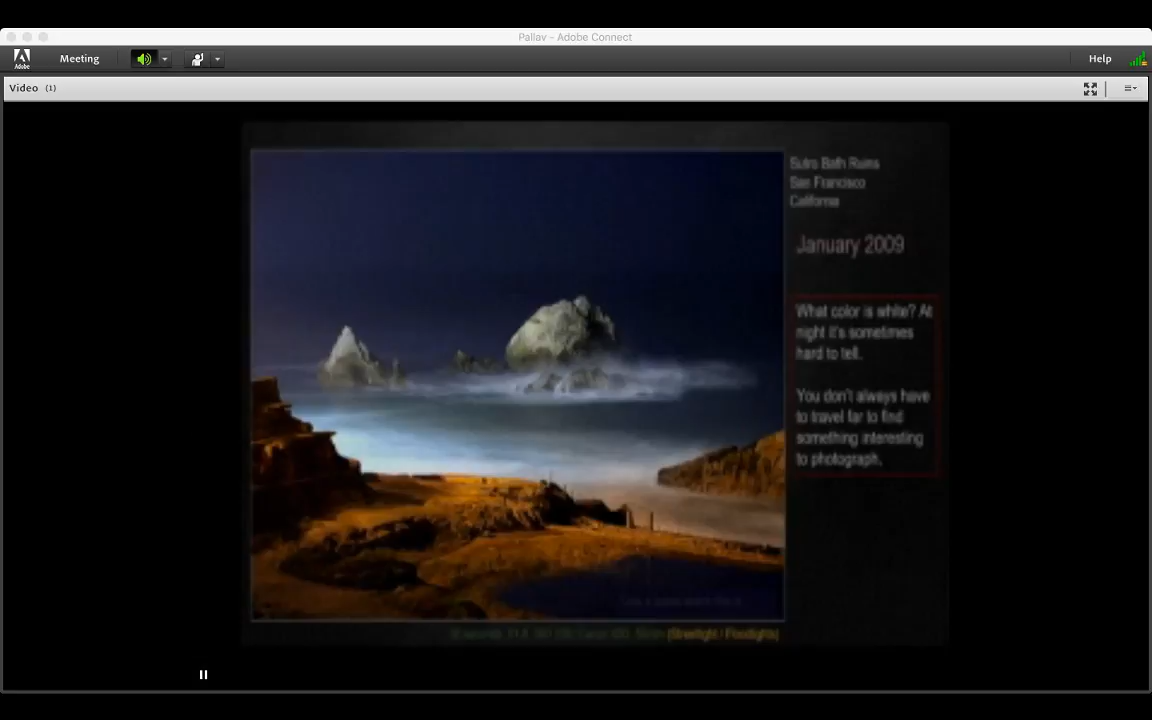 Pallav - Adobe Connect
Adobe
Meeting
Help
Video (1)
Sutro Bath Ruins
San Francisco
California
January 2009
What color is white? At
night it's sometimes
hard to tell.
You don't always have
to travel far to find
something interesting
to photograph.
(Streetlight / Floodlights)